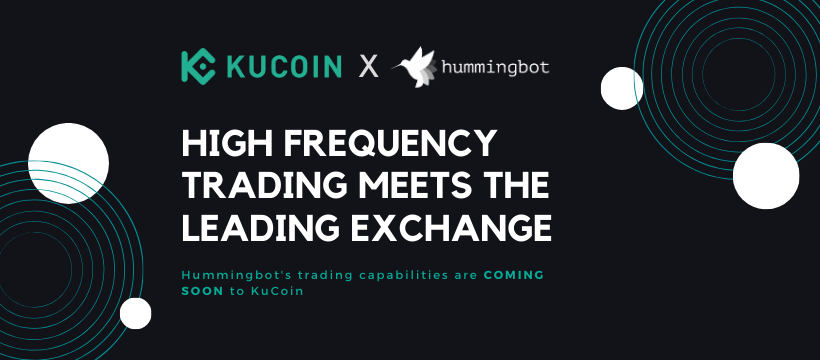 KUCOIN X hummingbot
HIGH FREQUENCY
TRADING MEETS THE
LEADING EXCHANGE
Hummingbot's trading capabilities are COMING
SOON to KuCoin